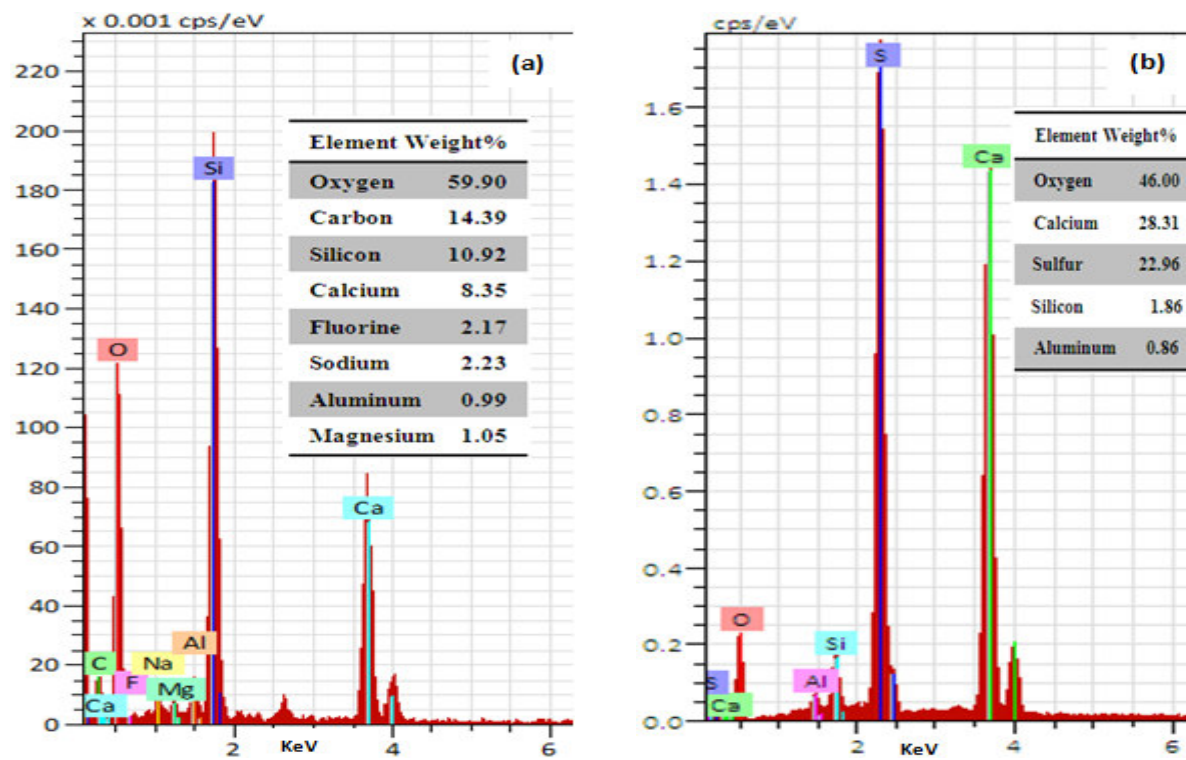 x 0.001 cps/eV
(a)
220
200
180
160
140
120
100
80
60
40
20
0
Si
O
C
Ca
F
Na
Mg
Al
Ca
2
KeV
4
6
Element Weight%
Oxygen 59.90
Carbon 14.39
Silicon 10.92
Calcium 8.35
Fluorine 2.17
Sodium 2.23
Aluminum 0.99
Magnesium 1.05
cps/eV
(b)
1.6
1.4
1.2
1.0
0.8
0.6
0.4
0.2
0.0
S
Ca
O
S
Ca
Al
Si
2
KeV
4
6
Element Weight%
Oxygen 46.00
Calcium 28.31
Sulfur 22.96
Silicon 1.86
Aluminum 0.86